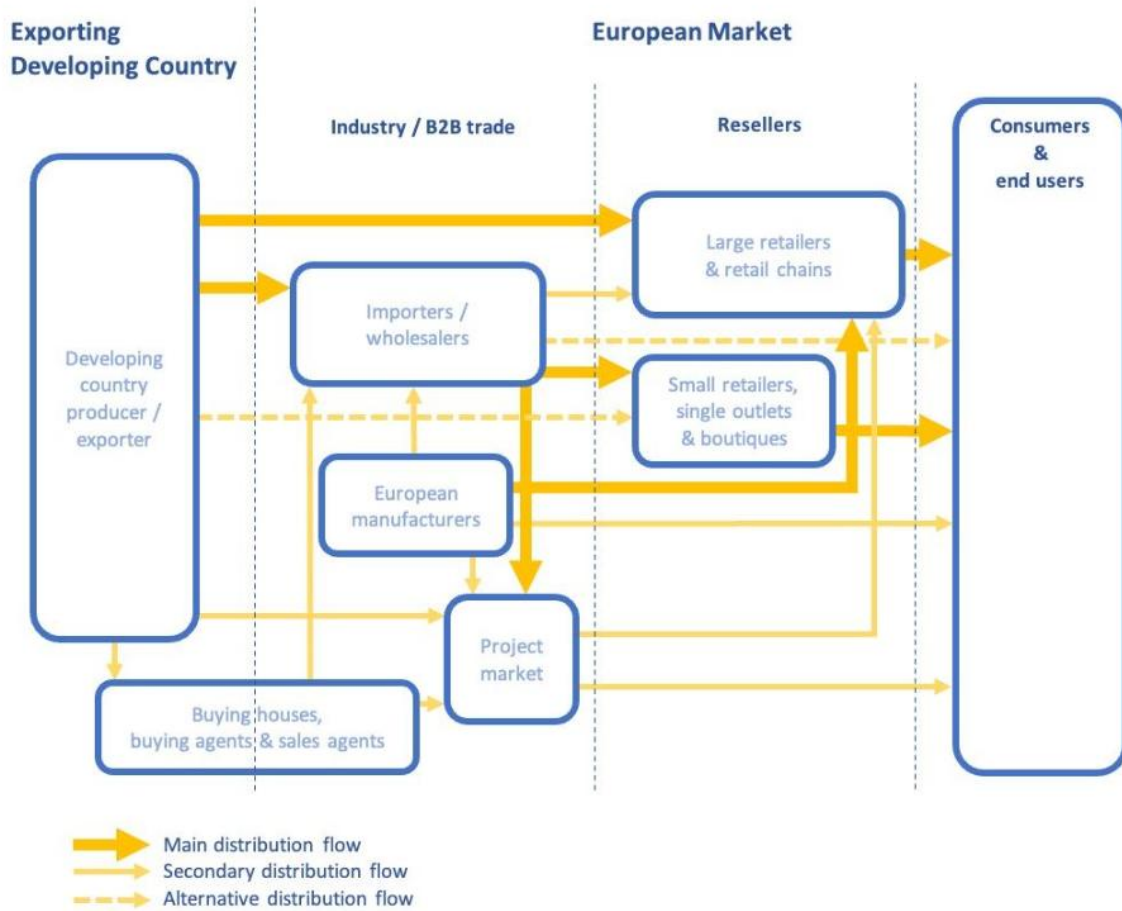 Exporting
Developing Country
European Market
Industry / B2B trade
Resellers
Consumers
&
end users
Large retailers
& retail chains
Importers /
wholesalers
Developing
country
producer /
exporter
Small retailers,
single outlets
& boutiques
European
manufacturers
Project
market
Buying houses,
buying agents & sales agents
Main distribution flow
Secondary distribution flow
Alternative distribution flow